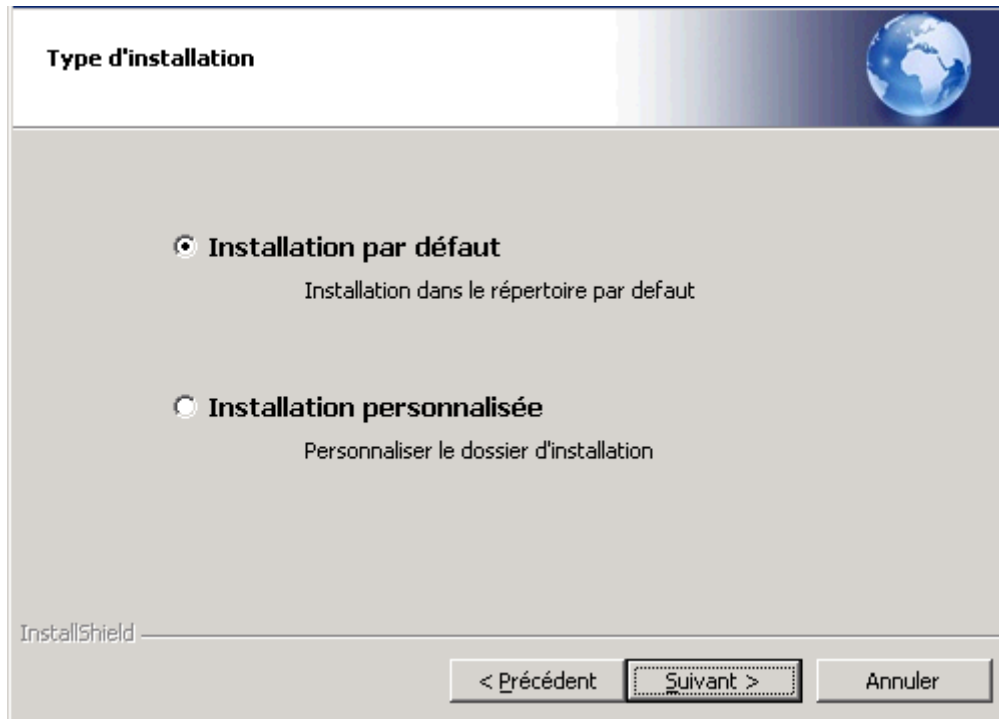 Type d'installation
Installation par défaut
Installation dans le répertoire par defaut
Installation personnalisée
Personnaliser le dossier d'installation
InstallShield
< Précédent
Suivant >
Annuler